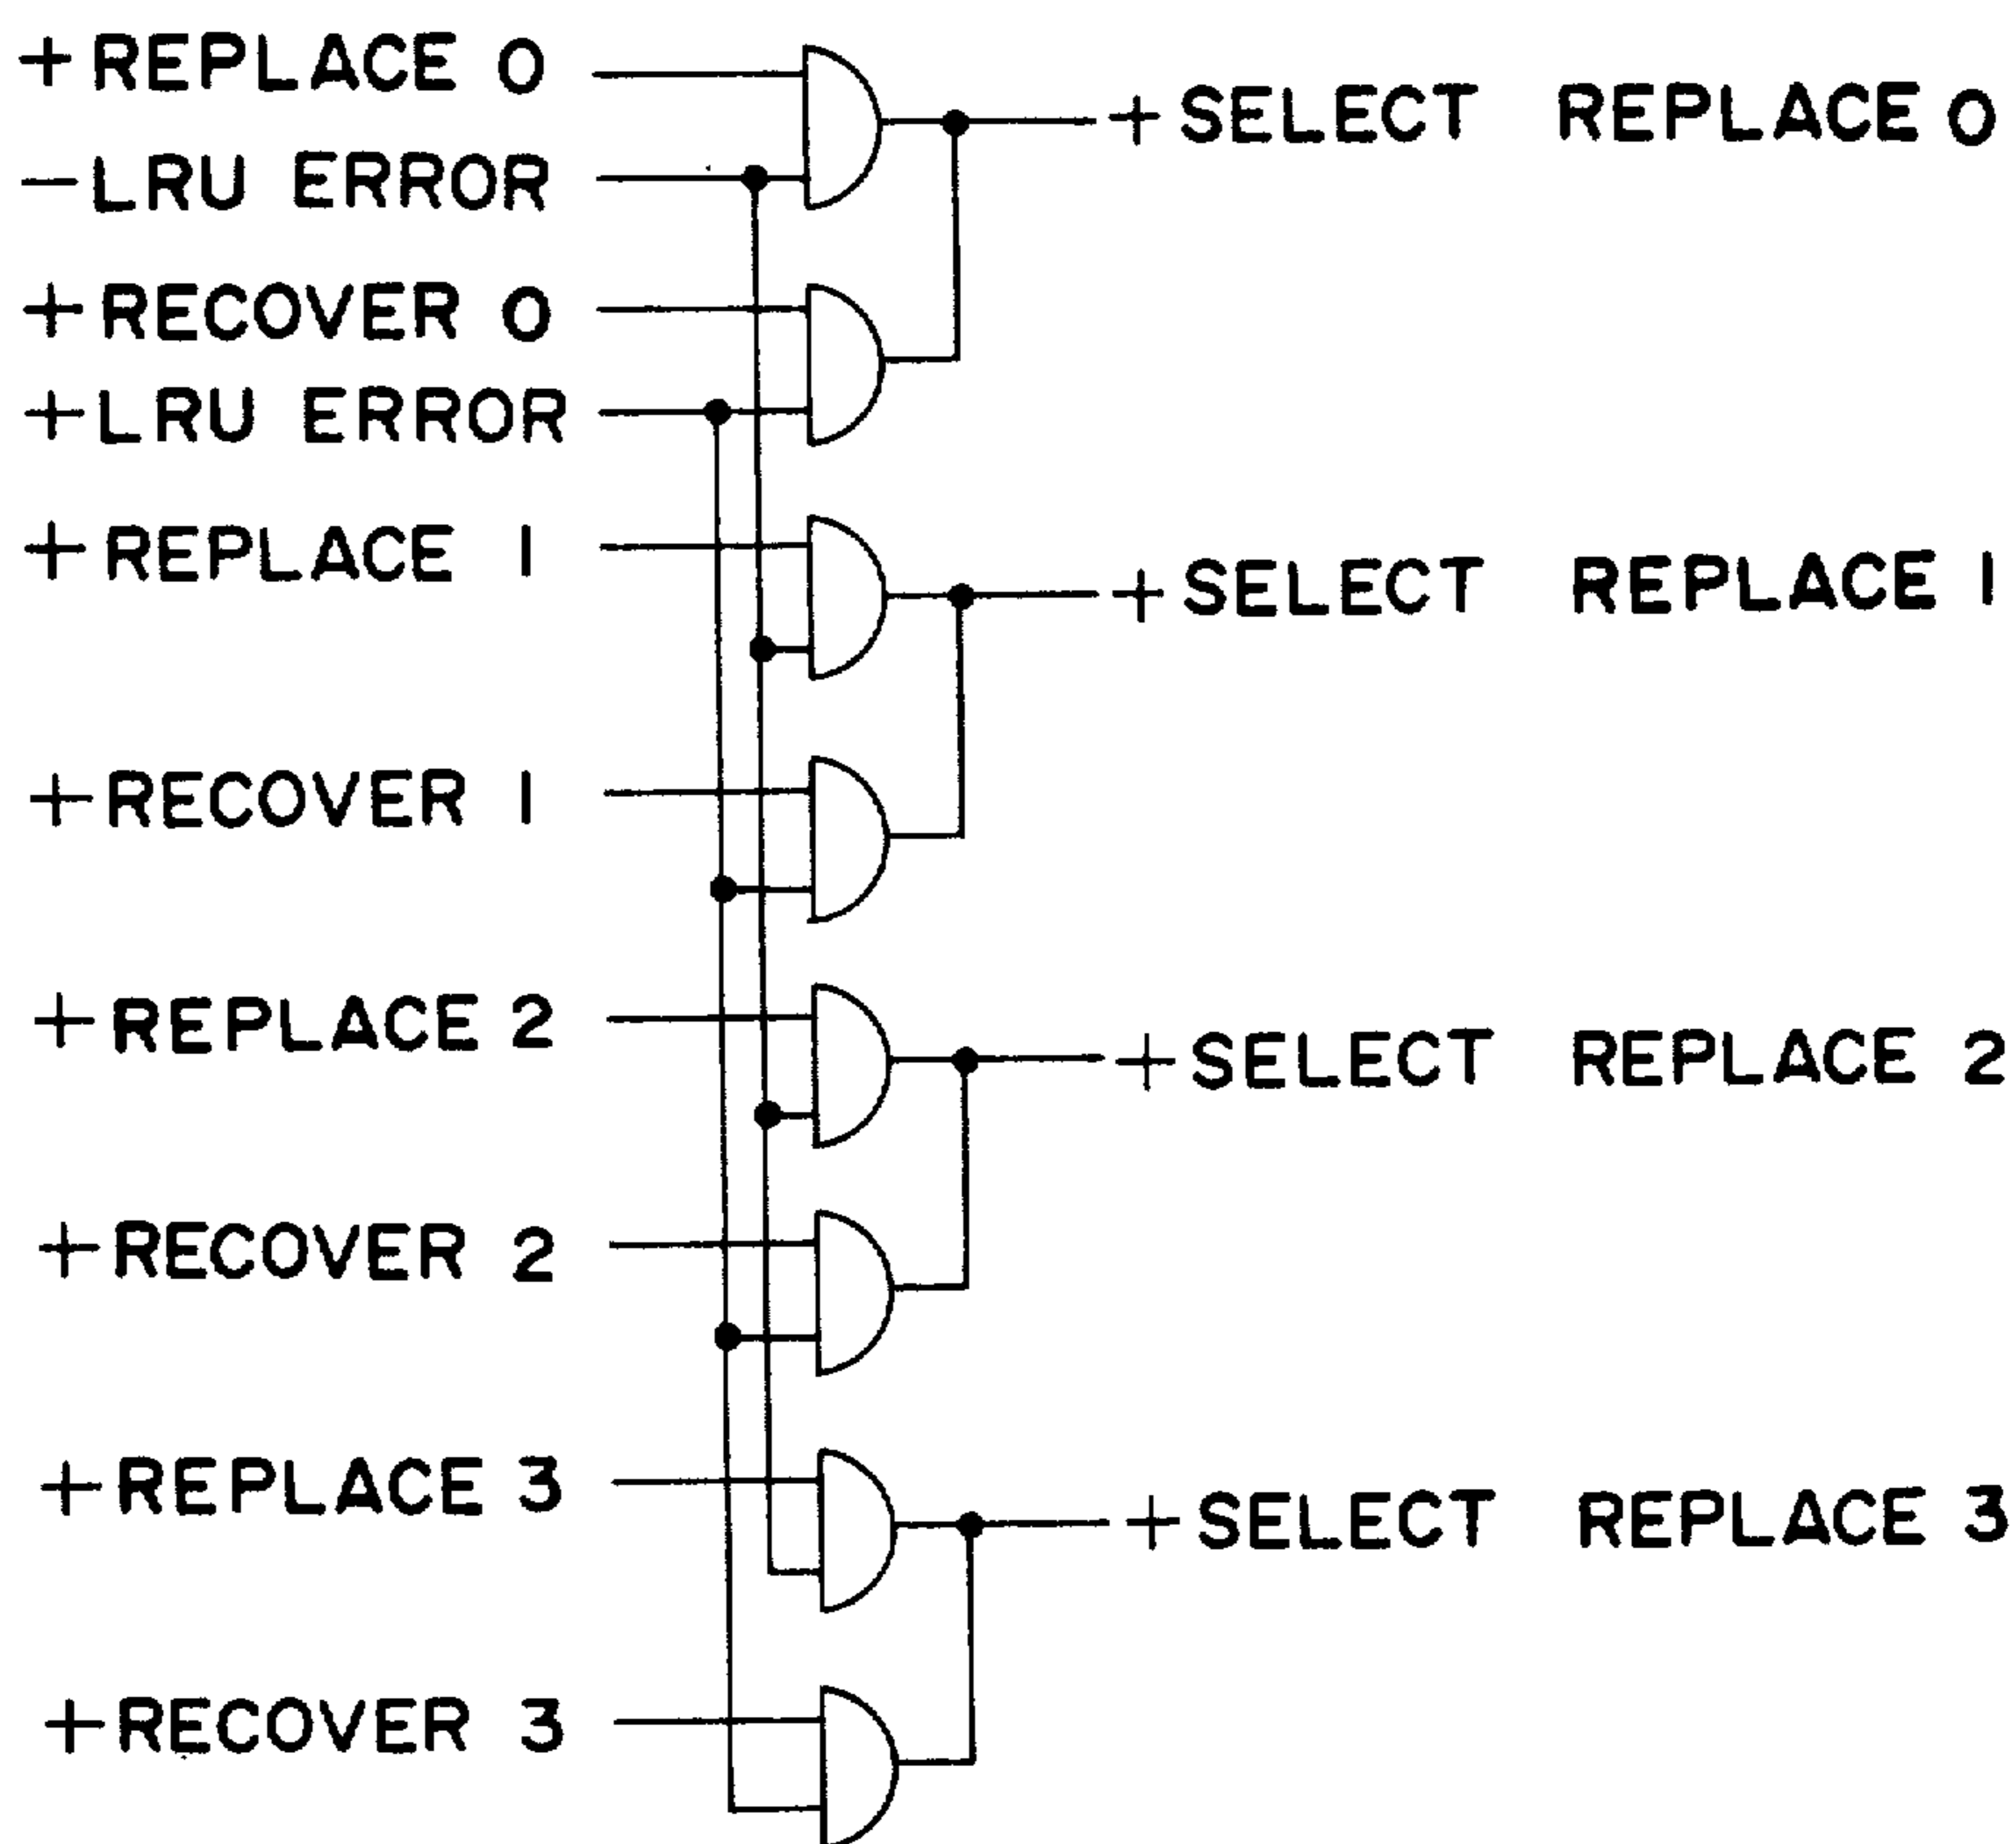 +REPLACE 0
+SELECT REPLACE 0
-LRU ERROR
+RECOVER 0
+LRU ERROR
+REPLACE 1
+SELECT REPLACE 1
+RECOVER 1
+REPLACE 2
+SELECT REPLACE 2
+RECOVER 2
+REPLACE 3
+SELECT REPLACE 3
+RECOVER 3